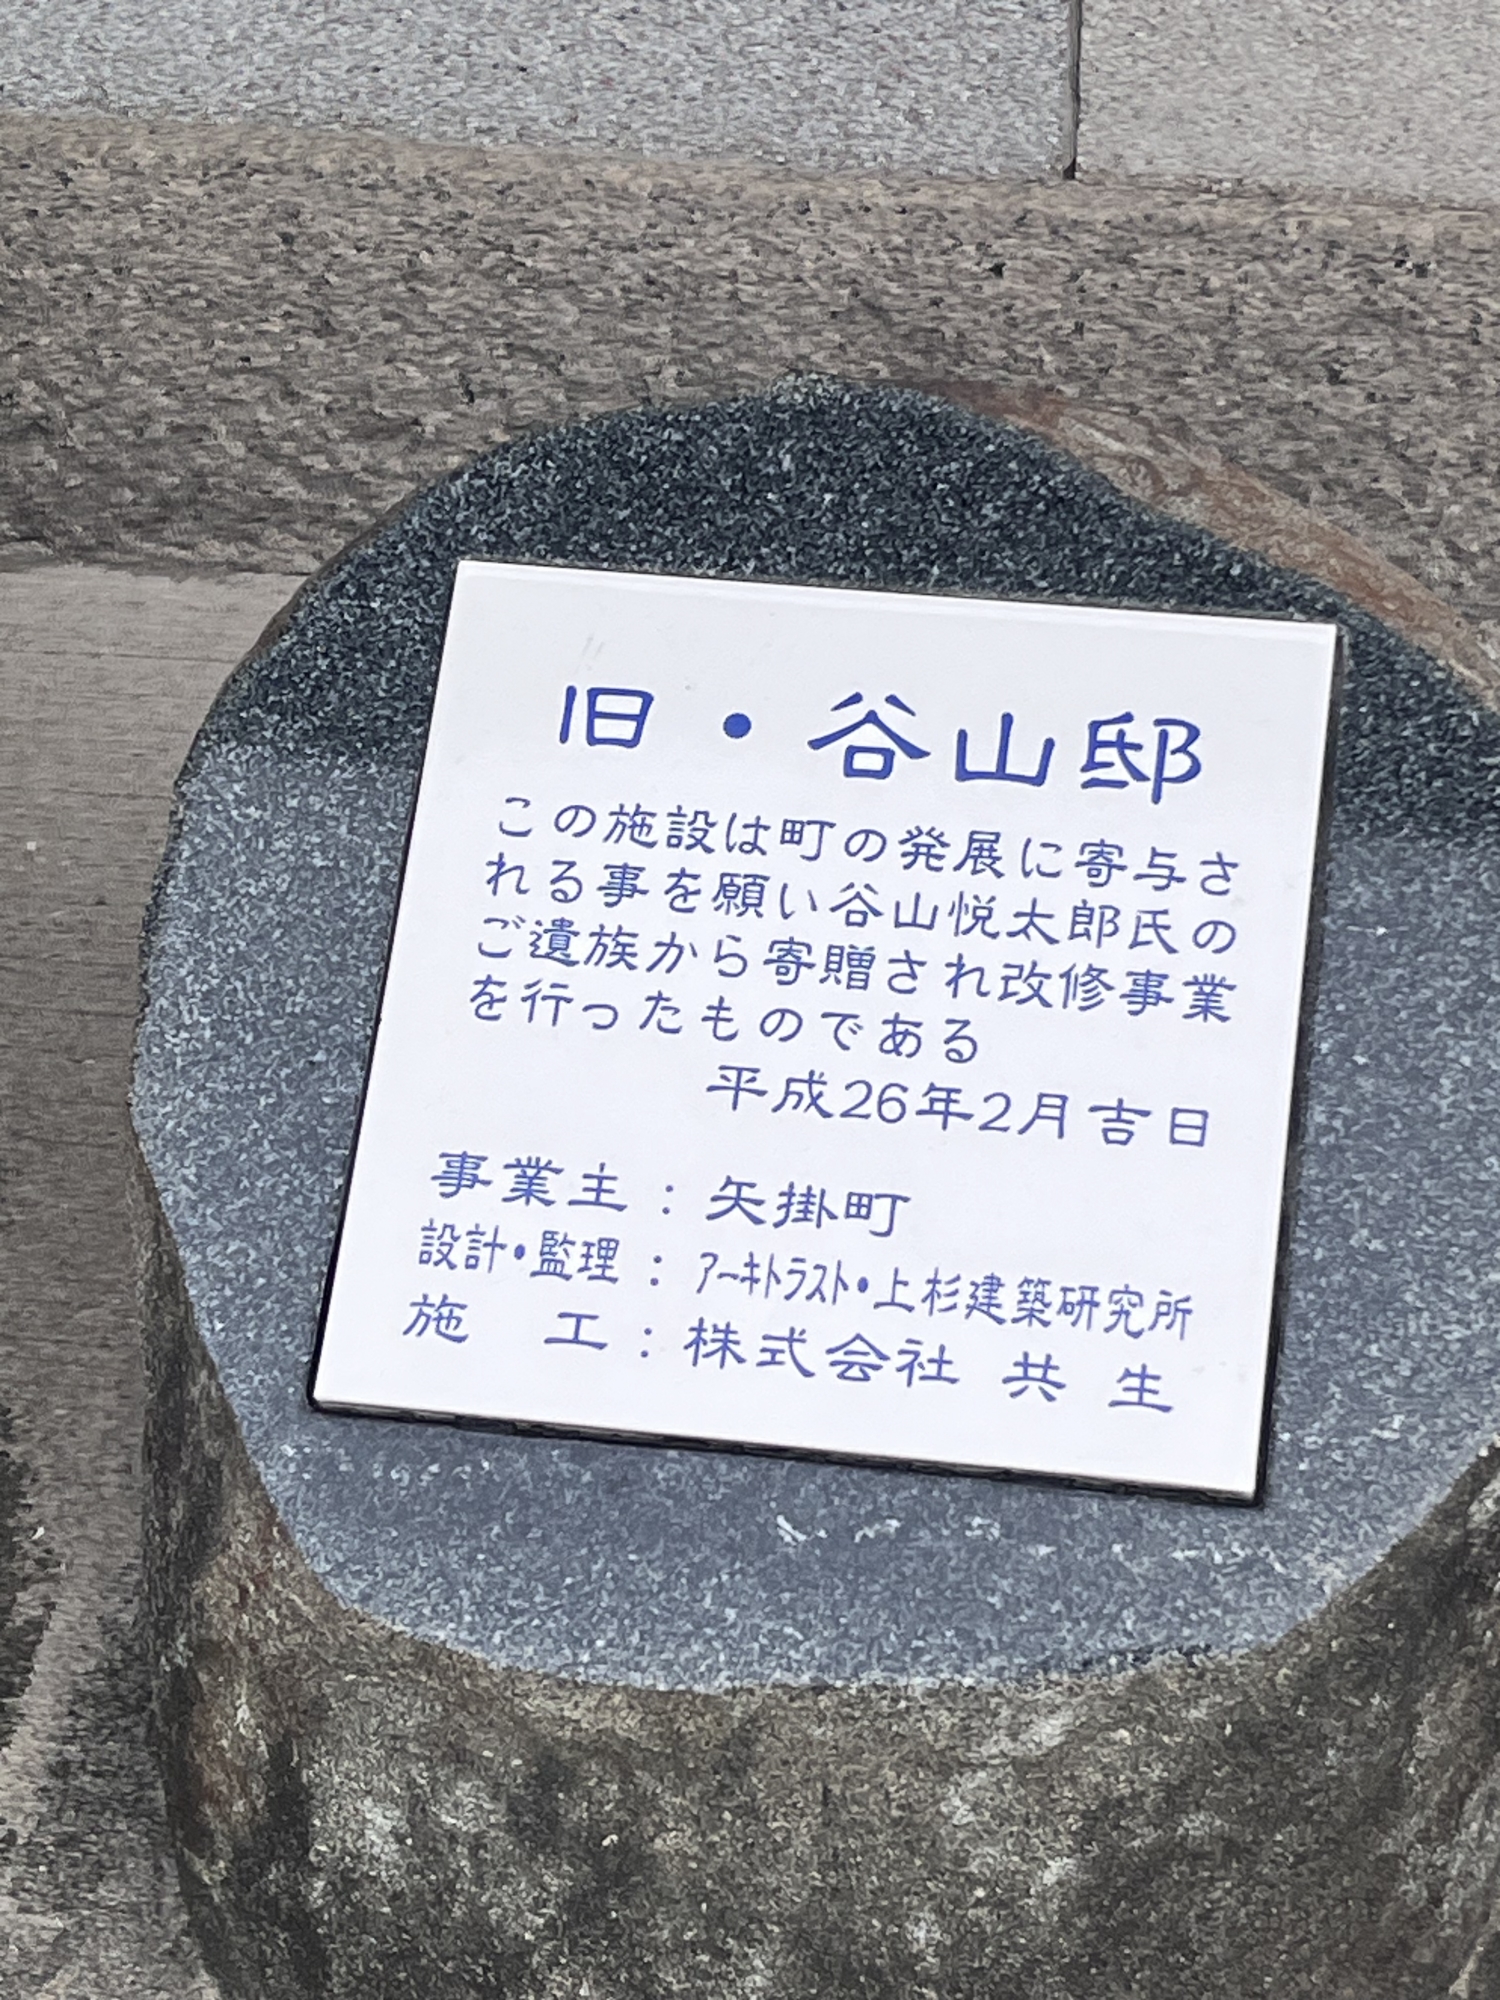 旧・谷山邸
この施設は町の発展に寄与さ
れる事を願い谷山悦太郎氏の
ご遺族から寄贈され改修事業
を行ったものである
平成26年2月吉日
事業主：矢掛町
設計・監理：アーキトラスト・上杉建築研究所
施　工：株式会社 共 生